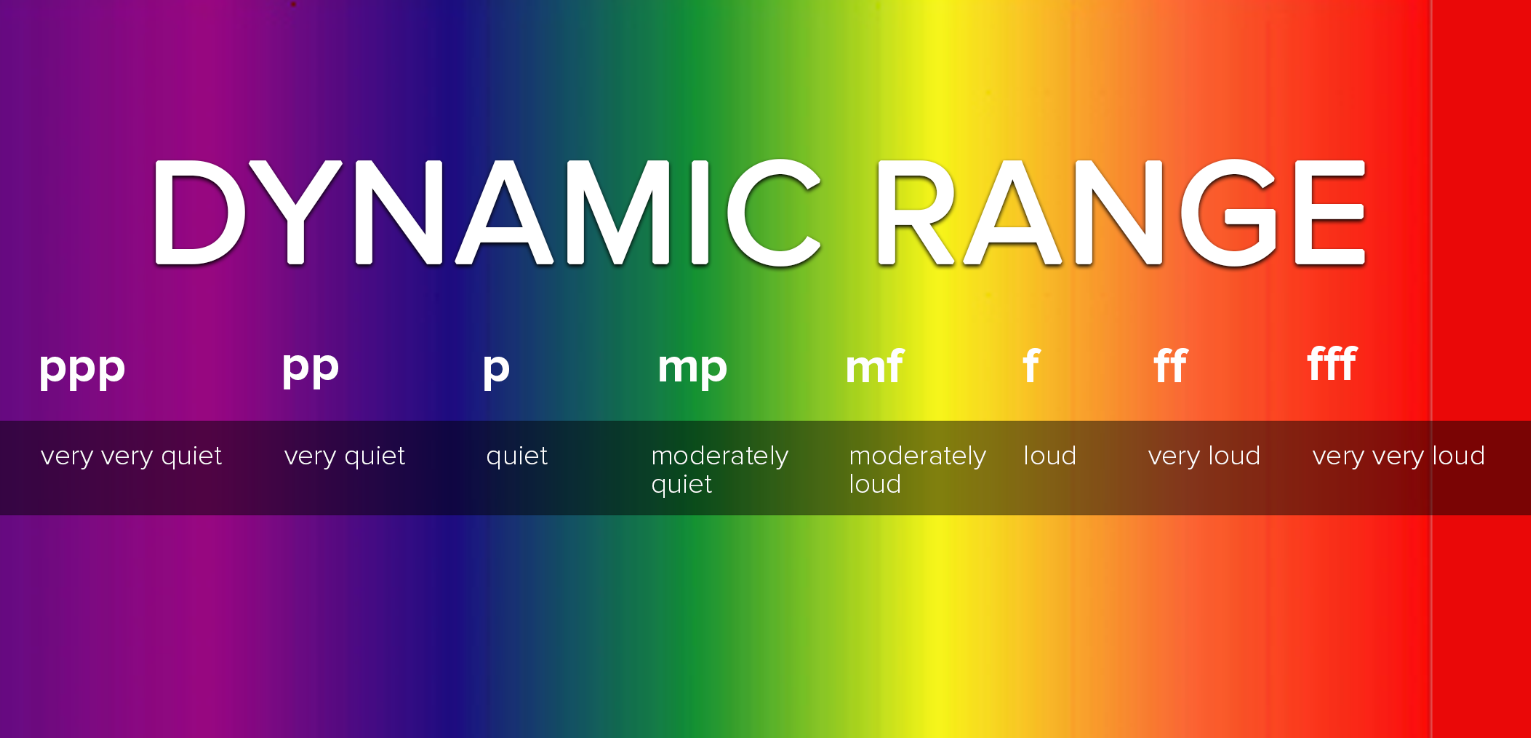 DYNAMIC RANGE
ppp pp p mp mf f ff fff
very very quiet very quiet quiet moderately quiet moderately loud loud very loud very very loud